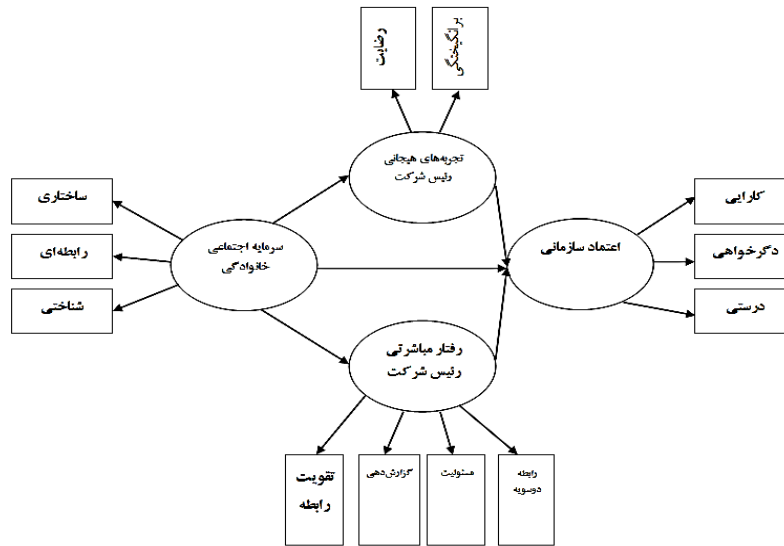 رضایت
برانگیختگی
تجربه‌های هیجانی
رئیس شرکت
ساختاری
رابطه‌ای
شناختی
سرمایه اجتماعی
خانوادگی
اعتماد سازمانی
کارایی
دگرخواهی
درستی
رفتار مباشرتی
رئیس شرکت
تقویت
رابطه
گزارش‌دهی
مسئولیت
رابطه
دوسویه